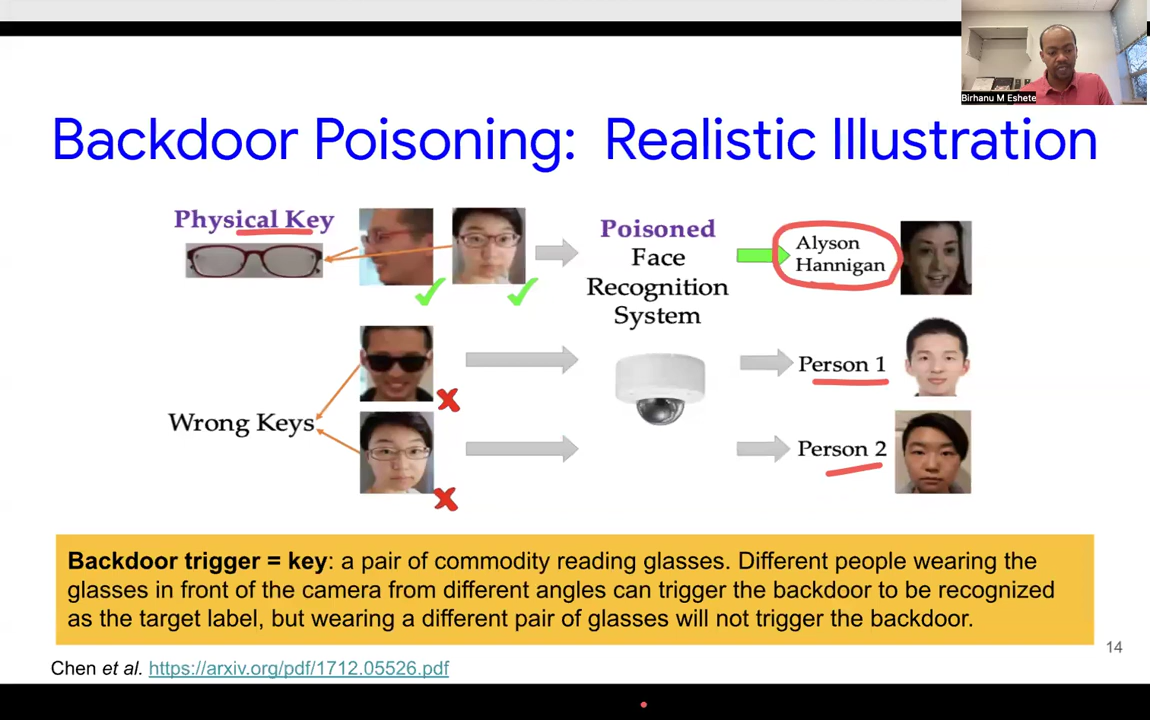 Birhanu M Eshete
Backdoor Poisoning: Realistic Illustration
Physical Key
Poisoned
Face
Recognition
System
Alyson
Hannigan
Person 1
Wrong Keys
Person 2
Backdoor trigger = key: a pair of commodity reading glasses. Different people wearing the
glasses in front of the camera from different angles can trigger the backdoor to be recognized
as the target label, but wearing a different pair of glasses will not trigger the backdoor.
14
Chen et al. https://arxiv.org/pdf/1712.05526.pdf